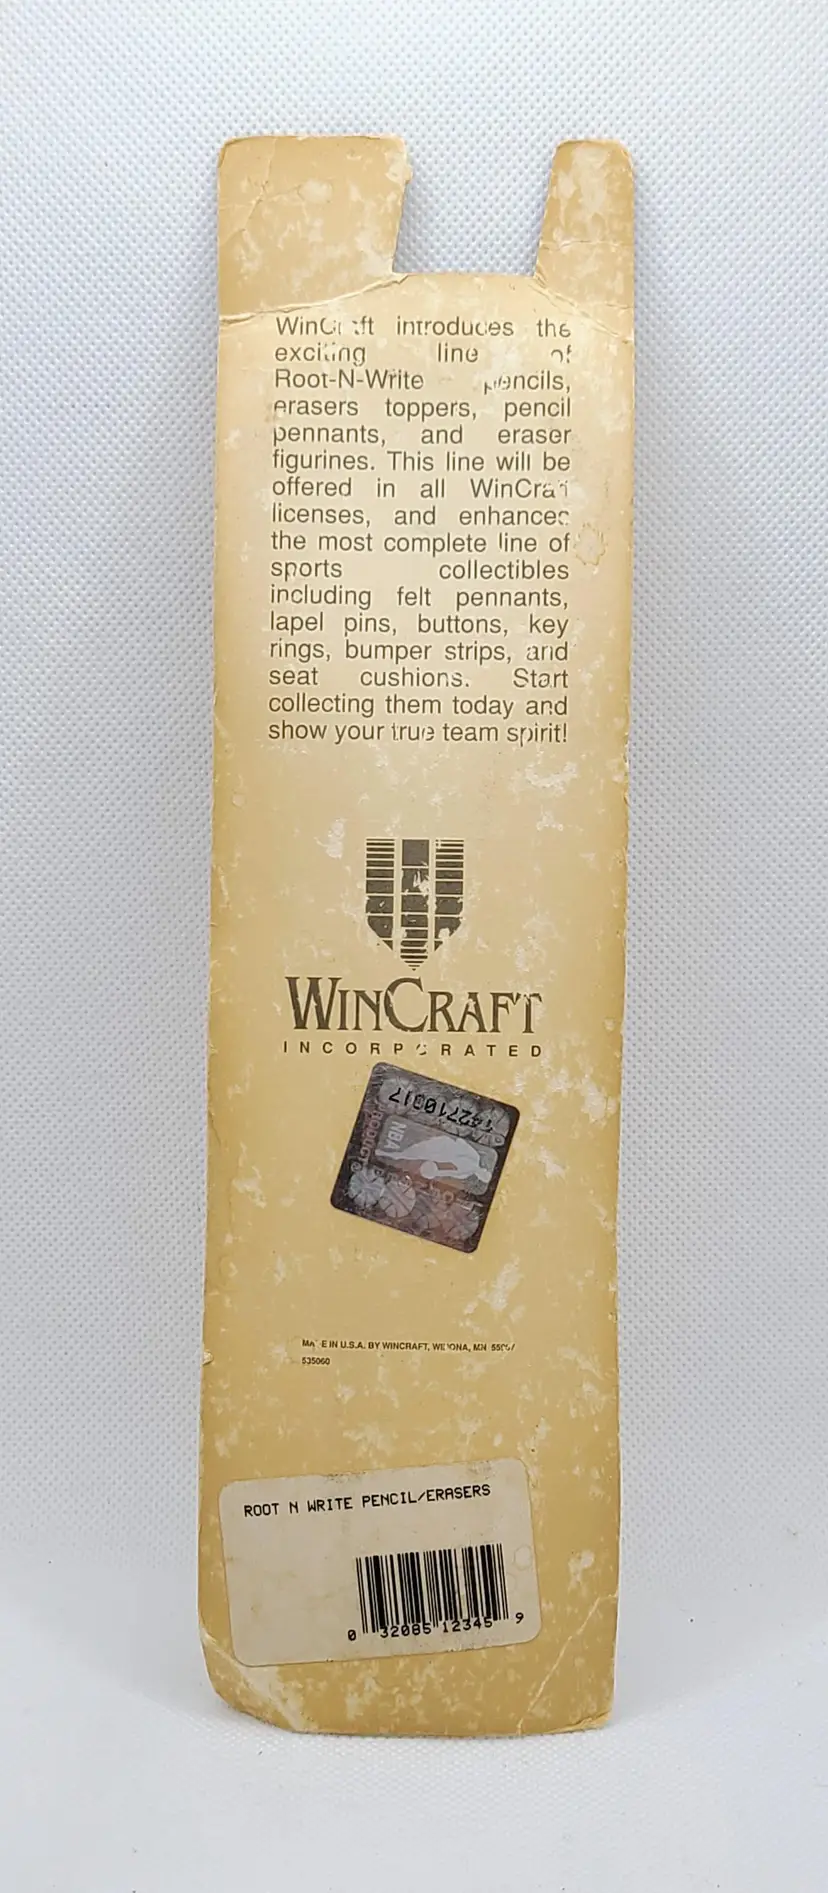 WinCraft introduces the
exciting line of
Root-N-Write pencils,
erasers toppers, pencil
pennants, and eraser
figurines. This line will be
offered in all WinCraft
licenses, and enhances
the most complete line of
sports collectibles
including felt pennants,
lapel pins, buttons, key
rings, bumper strips, and
seat cushions. Start
collecting them today and
show your true team spirit!
WINCRAFT
INCORPORATED
NBA
MADE IN U.S.A. BY WINCRAFT, WINONA, MN
535060
ROOT N WRITE PENCIL/ERASERS
0 32085 12345 9